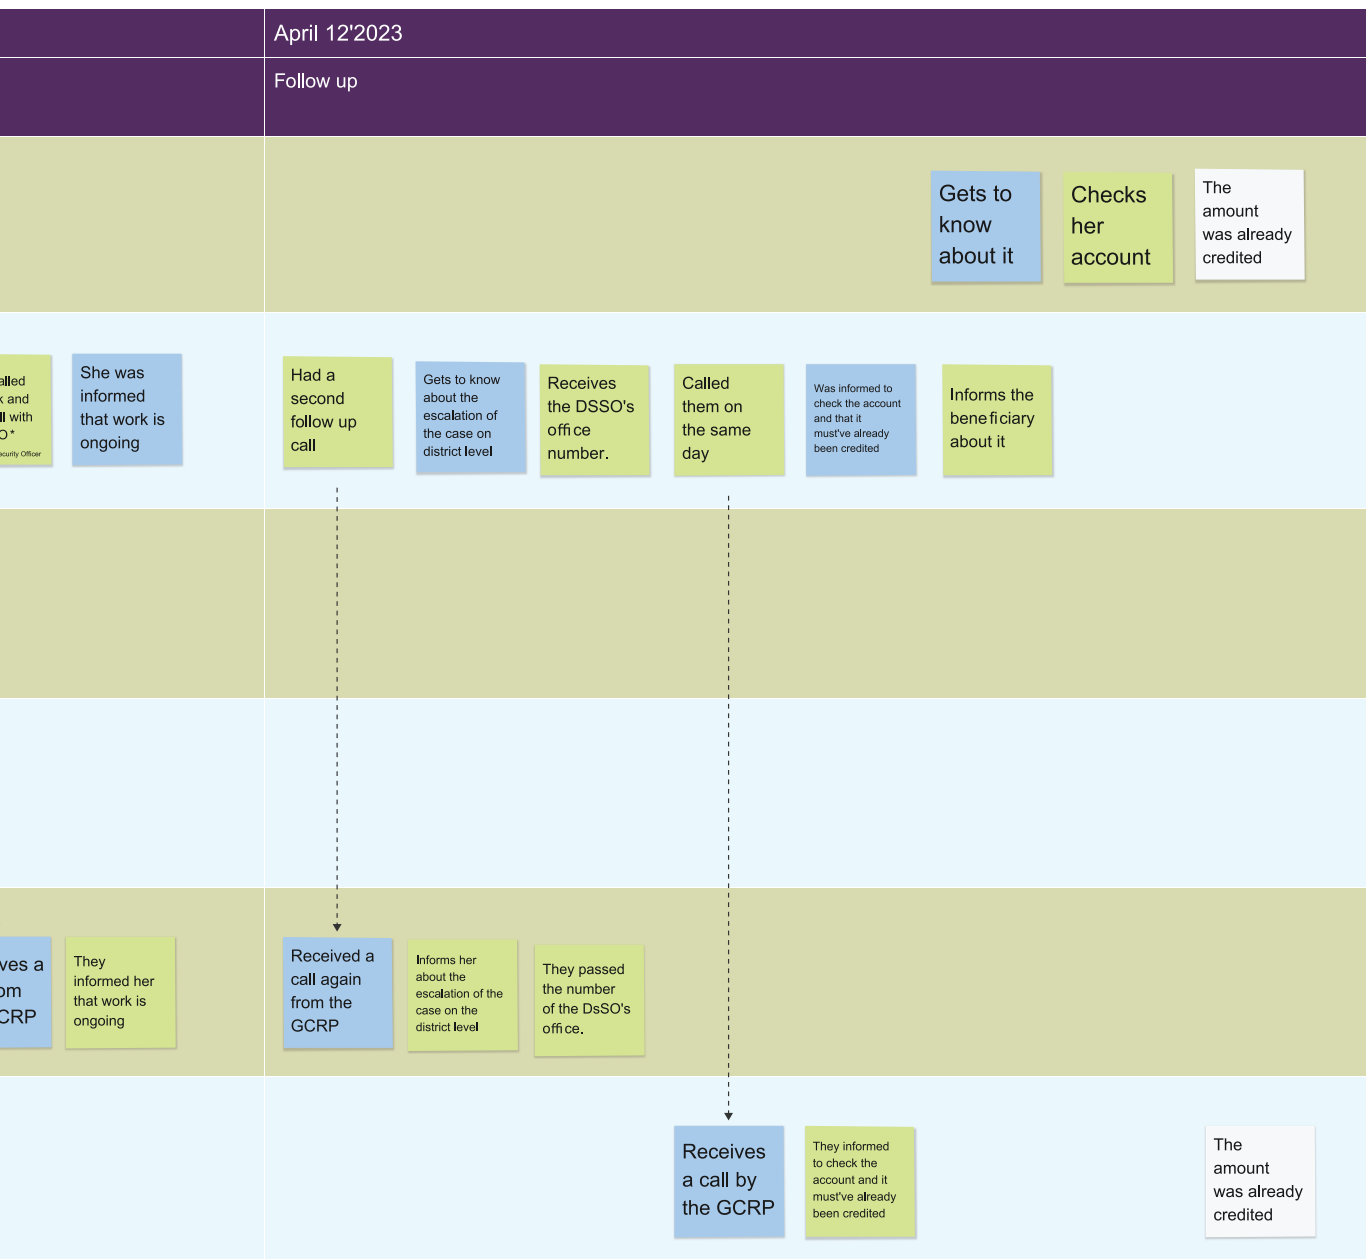 April 12'2023
Follow up
Gets to
know
about it
Checks
her
account
The
amount
was already
credited
and
with
She was
informed
that work is
ongoing
Had a
second
follow up
call
Gets to know
about the
escalation of
the case on
district level
Receives
the DSSO's
office
number.
Called
them on
the same
day
Was informed to
check the account
and that it
must've already
been credited
Informs the
beneficiary
about it
Officer
a
They
informed her
that work is
ongoing
Received a
call again
from the
GCRP
Informs her
about the
escalation of the
case on the
district level
They passed
the number
of the DsSO's
office.
Receives
a call by
the GCRP
They informed
to check the
account and it
must've already
been credited
The
amount
was already
credited